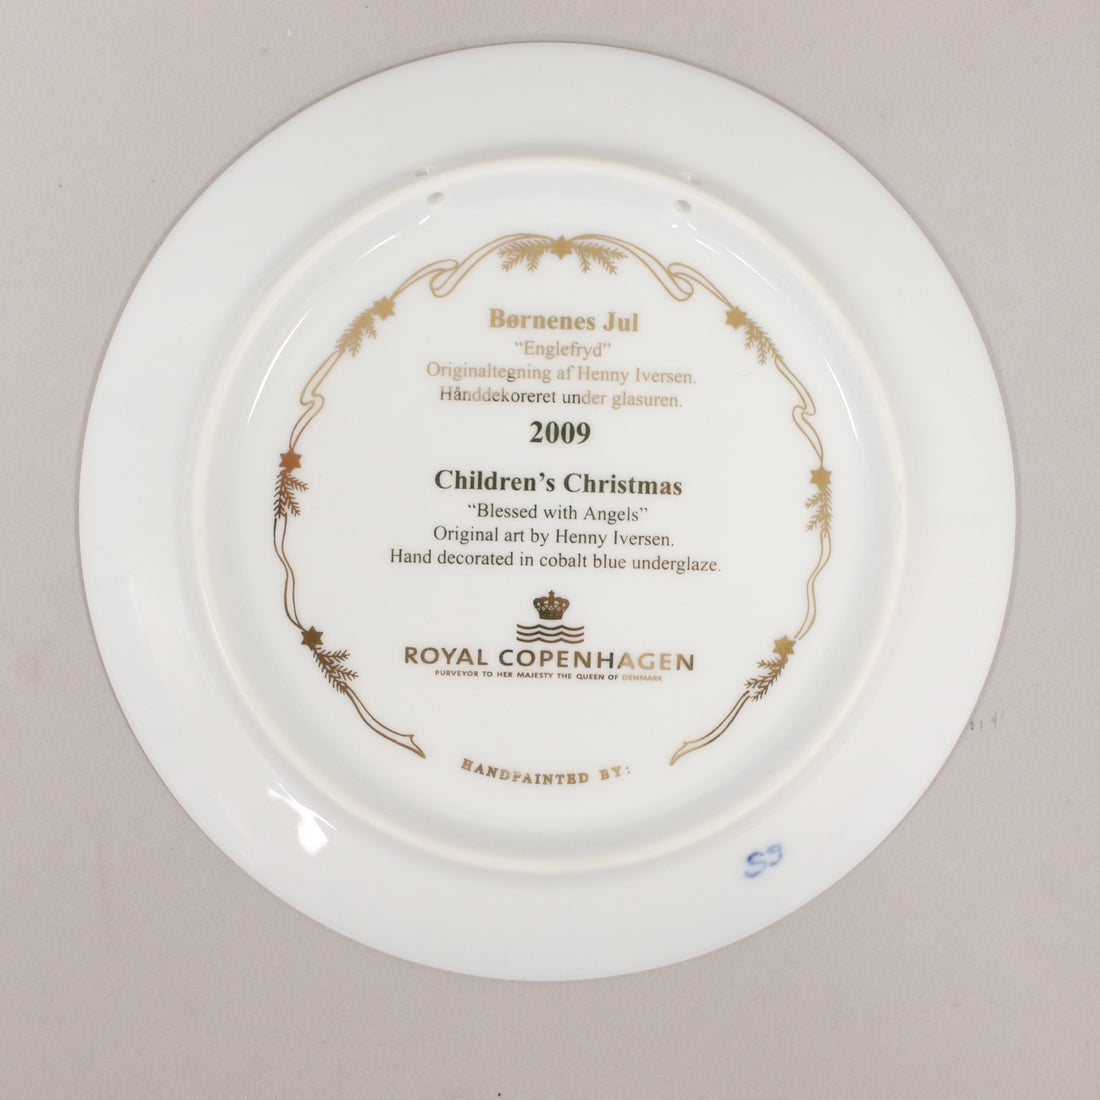 Børnenes Jul
“Englefryd”
Originaltegning af Henny Iversen.
Hånddekoreret under glasuren.
2009
Children’s Christmas
“Blessed with Angels”
Original art by Henny Iversen.
Hand decorated in cobalt blue underglaze.
ROYAL COPENHAGEN
PURVEYOR TO HER MAJESTY THE QUEEN OF DENMARK
HANDPAINTED BY: